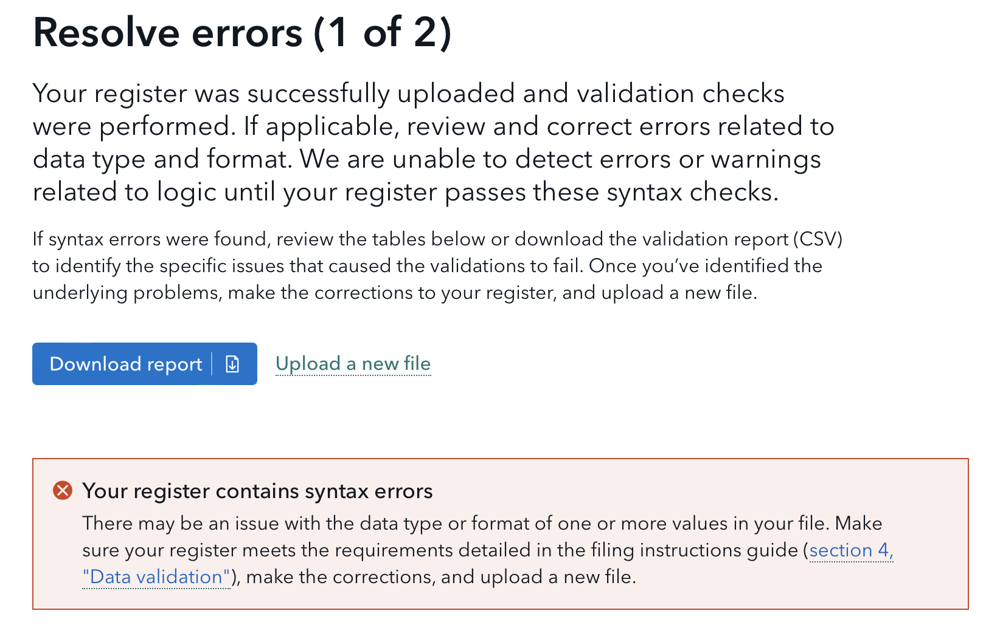 Resolve errors (1 of 2)
Your register was successfully uploaded and validation checks
were performed. If applicable, review and correct errors related to
data type and format. We are unable to detect errors or warnings
related to logic until your register passes these syntax checks.
If syntax errors were found, review the tables below or download the validation report (CSV)
to identify the specific issues that caused the validations to fail. Once you’ve identified the
underlying problems, make the corrections to your register, and upload a new file.
Download report
Upload a new file
Your register contains syntax errors
There may be an issue with the data type or format of one or more values in your file. Make
sure your register meets the requirements detailed in the filing instructions guide (section 4,
"Data validation"), make the corrections, and upload a new file.